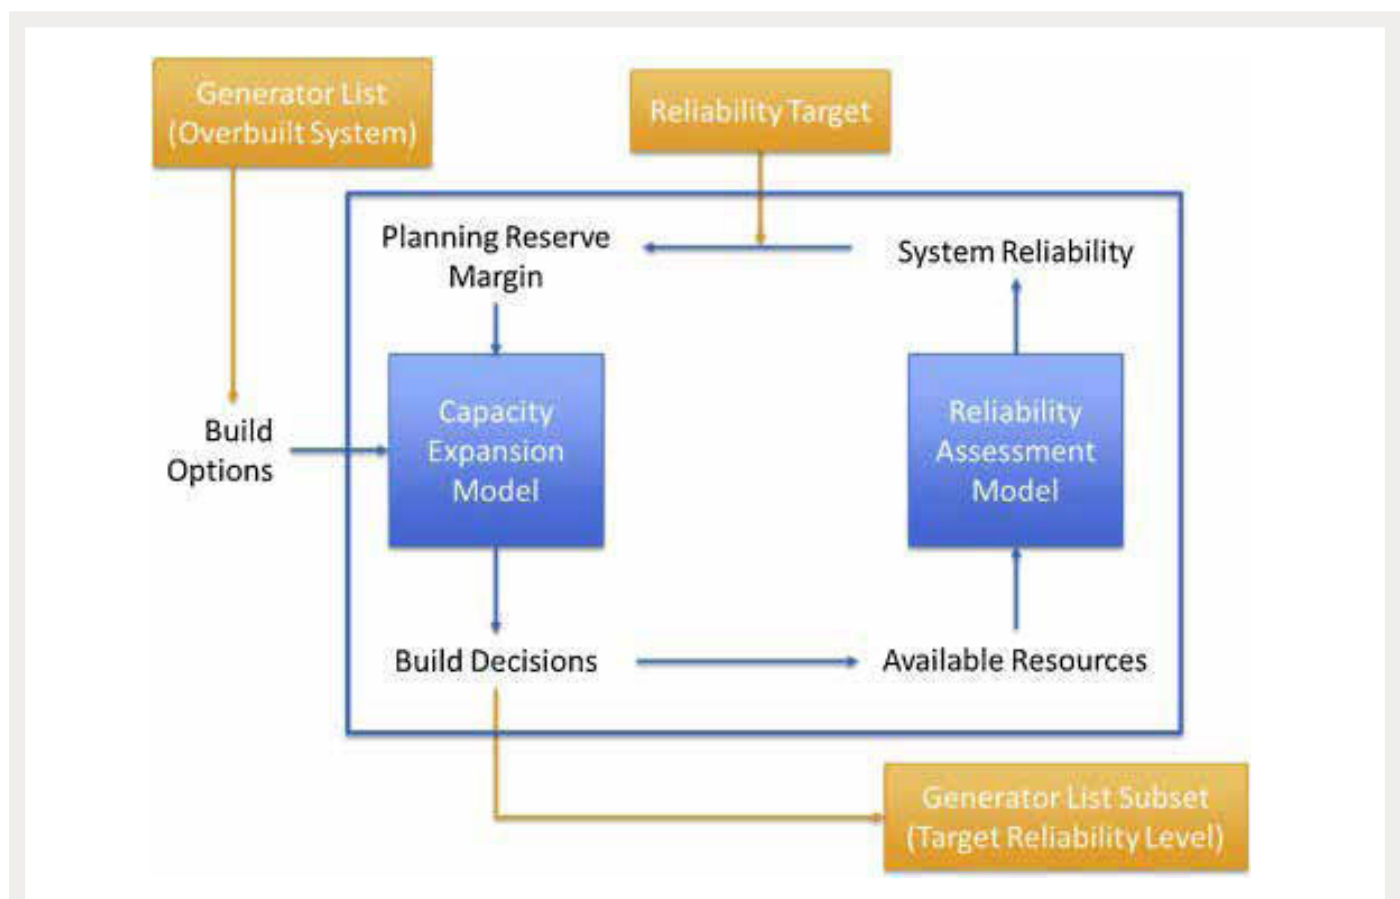 Generator List
(Overbuilt System)
Reliability Target
Planning Reserve
Margin
System Reliability
Build
Options
Capacity
Expansion
Model
Reliability
Assessment
Model
Build Decisions
Available Resources
Generator List Subset
(Target Reliability Level)